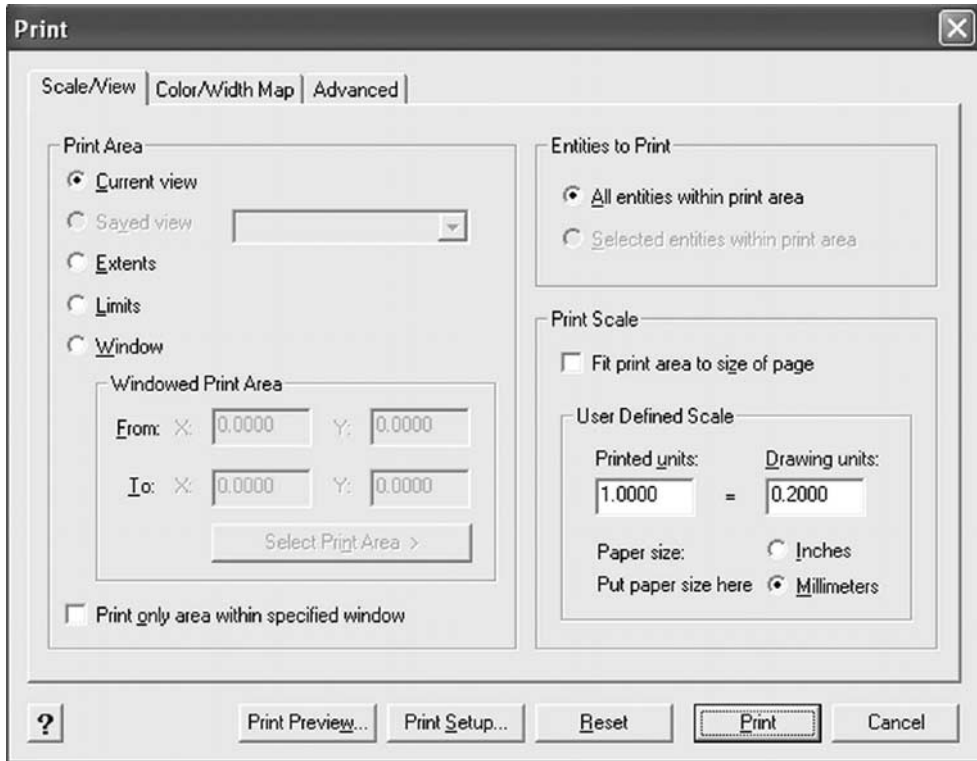 Print
Scale/View Color/Width Map Advanced
Print Area
Current view
Saved view
Extents
Limits
Window
Windowed Print Area
From: X: 0.0000 Y: 0.0000
To: X: 0.0000 Y: 0.0000
Select Print Area >
Print only area within specified window
Entities to Print
All entities within print area
Selected entities within print area
Print Scale
Fit print area to size of page
User Defined Scale
Printed units: Drawing units:
1.0000 = 0.2000
Paper size: Inches
Put paper size here Millimeters
? Print Preview... Print Setup... Reset Print Cancel